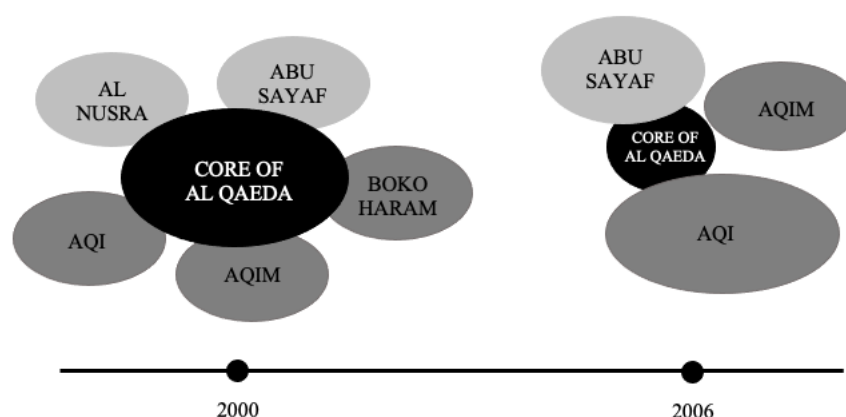 AL
NUSRA
ABU
SAYAF
CORE OF
AL QAEDA
BOKO
HARAM
AQI
AQIM
ABU
SAYAF
AQIM
CORE OF
AL QAEDA
AQI
2000
2006